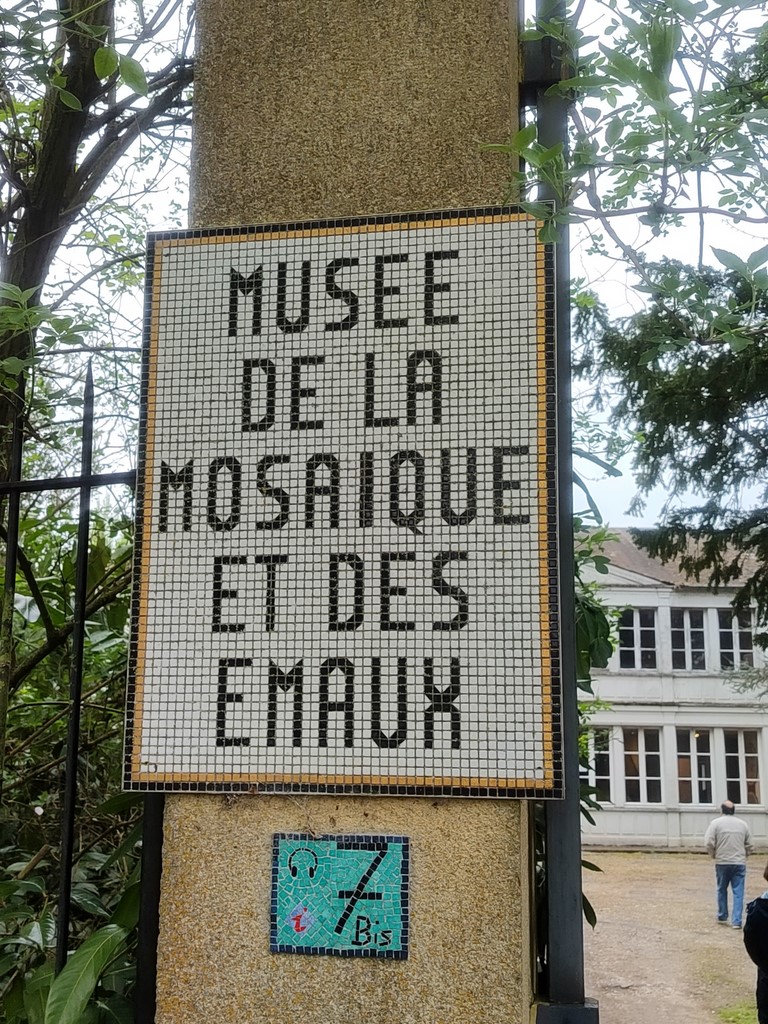 MUSEE
DE LA
MOSAIQUE
ET DES
EMAUX
7
i
Bis